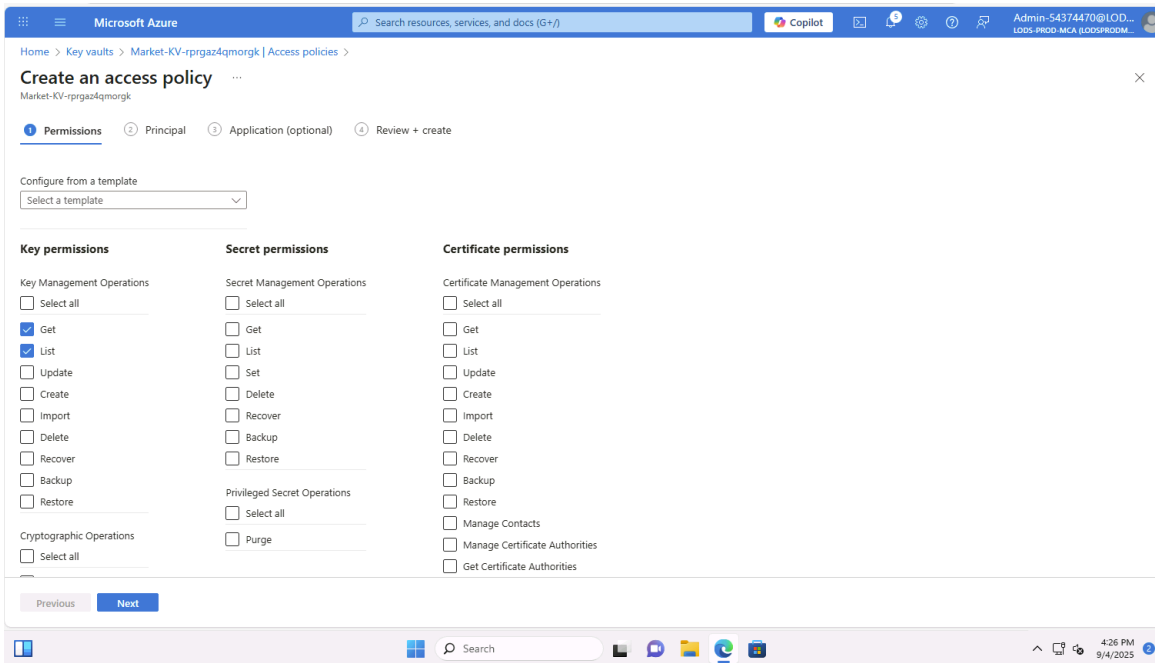 Microsoft Azure
Search resources, services, and docs (G+/)
Copilot
5
Admin-54374470@LOD...
LODS-PROD-MCA (LODSPRODM...
Home > Key vaults > Market-KV-rprgaz4qmorgk | Access policies >
Create an access policy ...
Market-KV-rprgaz4qmorgk
1 Permissions
2 Principal
3 Application (optional)
4 Review + create
Configure from a template
Select a template
Key permissions
Key Management Operations
Select all
Get
List
Update
Create
Import
Delete
Recover
Backup
Restore
Cryptographic Operations
Select all
Secret permissions
Secret Management Operations
Select all
Get
List
Set
Delete
Recover
Backup
Restore
Privileged Secret Operations
Select all
Purge
Certificate permissions
Certificate Management Operations
Select all
Get
List
Update
Create
Import
Delete
Recover
Backup
Restore
Manage Contacts
Manage Certificate Authorities
Get Certificate Authorities
Previous
Next
Search
4:26 PM
9/4/2025
2